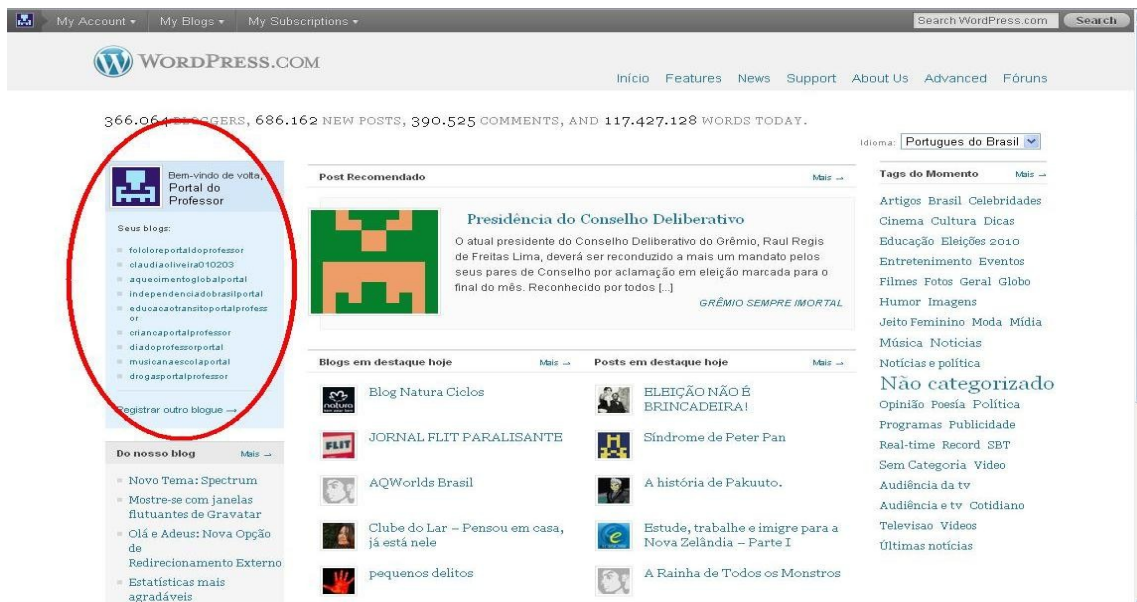 My Account ▾ My Blogs ▾ My Subscriptions ▾ Search WordPress.com Search
WORDPRESS.COM
Início Features News Support About Us Advanced Fóruns
366.064 BLOGGERS, 686.162 NEW POSTS, 390.525 COMMENTS, AND 117.427.128 WORDS TODAY.
Idioma: Portugues do Brasil
Bem-vindo de volta,
Portal do
Professor
Seus blogs:
folcloreportaldoprofessor
claudiaoliveira010203
aquecimentoglobalportal
independenciadobrasilportal
educacaotransitoportalprofess
or
criancaportalprofessor
diadoprofessorportal
musicanaescolaportal
drogasportalprofessor
Registrar outro blogue →
Do nosso blog Mais →
Novo Tema: Spectrum
Mostre-se com janelas
flutuantes de Gravatar
Olá e Adeus: Nova Opção
de
Redirecionamento Externo
Estatísticas mais
agradáveis
Post Recomendado Mais →
Presidência do Conselho Deliberativo
O atual presidente do Conselho Deliberativo do Grêmio, Raul Regis
de Freitas Lima, deverá ser reconduzido a mais um mandato pelos
seus pares de Conselho por aclamação em eleição marcada para o
final do mês. Reconhecido por todos [...]
GRÊMIO SEMPRE IMORTAL
Blogs em destaque hoje Mais →
natura
Blog Natura Ciclos
FLIT
JORNAL FLIT PARALISANTE
AQWorlds Brasil
Clube do Lar – Pensou em casa,
já está nele
pequenos delitos
Posts em destaque hoje Mais →
ELEIÇÃO NÃO É
BRINCADEIRA!
Síndrome de Peter Pan
A história de Pakuuto.
Estude, trabalhe e imigre para a
Nova Zelândia – Parte I
A Rainha de Todos os Monstros
Tags do Momento Mais →
Artigos Brasil Celebridades
Cinema Cultura Dicas
Educação Eleições 2010
Entretenimento Eventos
Filmes Fotos Geral Globo
Humor Imagens
Jeito Feminino Moda Mídia
Música Noticias
Notícias e política
Não categorizado
Opinião Poesía Política
Programas Publicidade
Real-time Record SBT
Sem Categoria Video
Audiência da tv
Audiência e tv Cotidiano
Televisao Videos
Últimas notícias